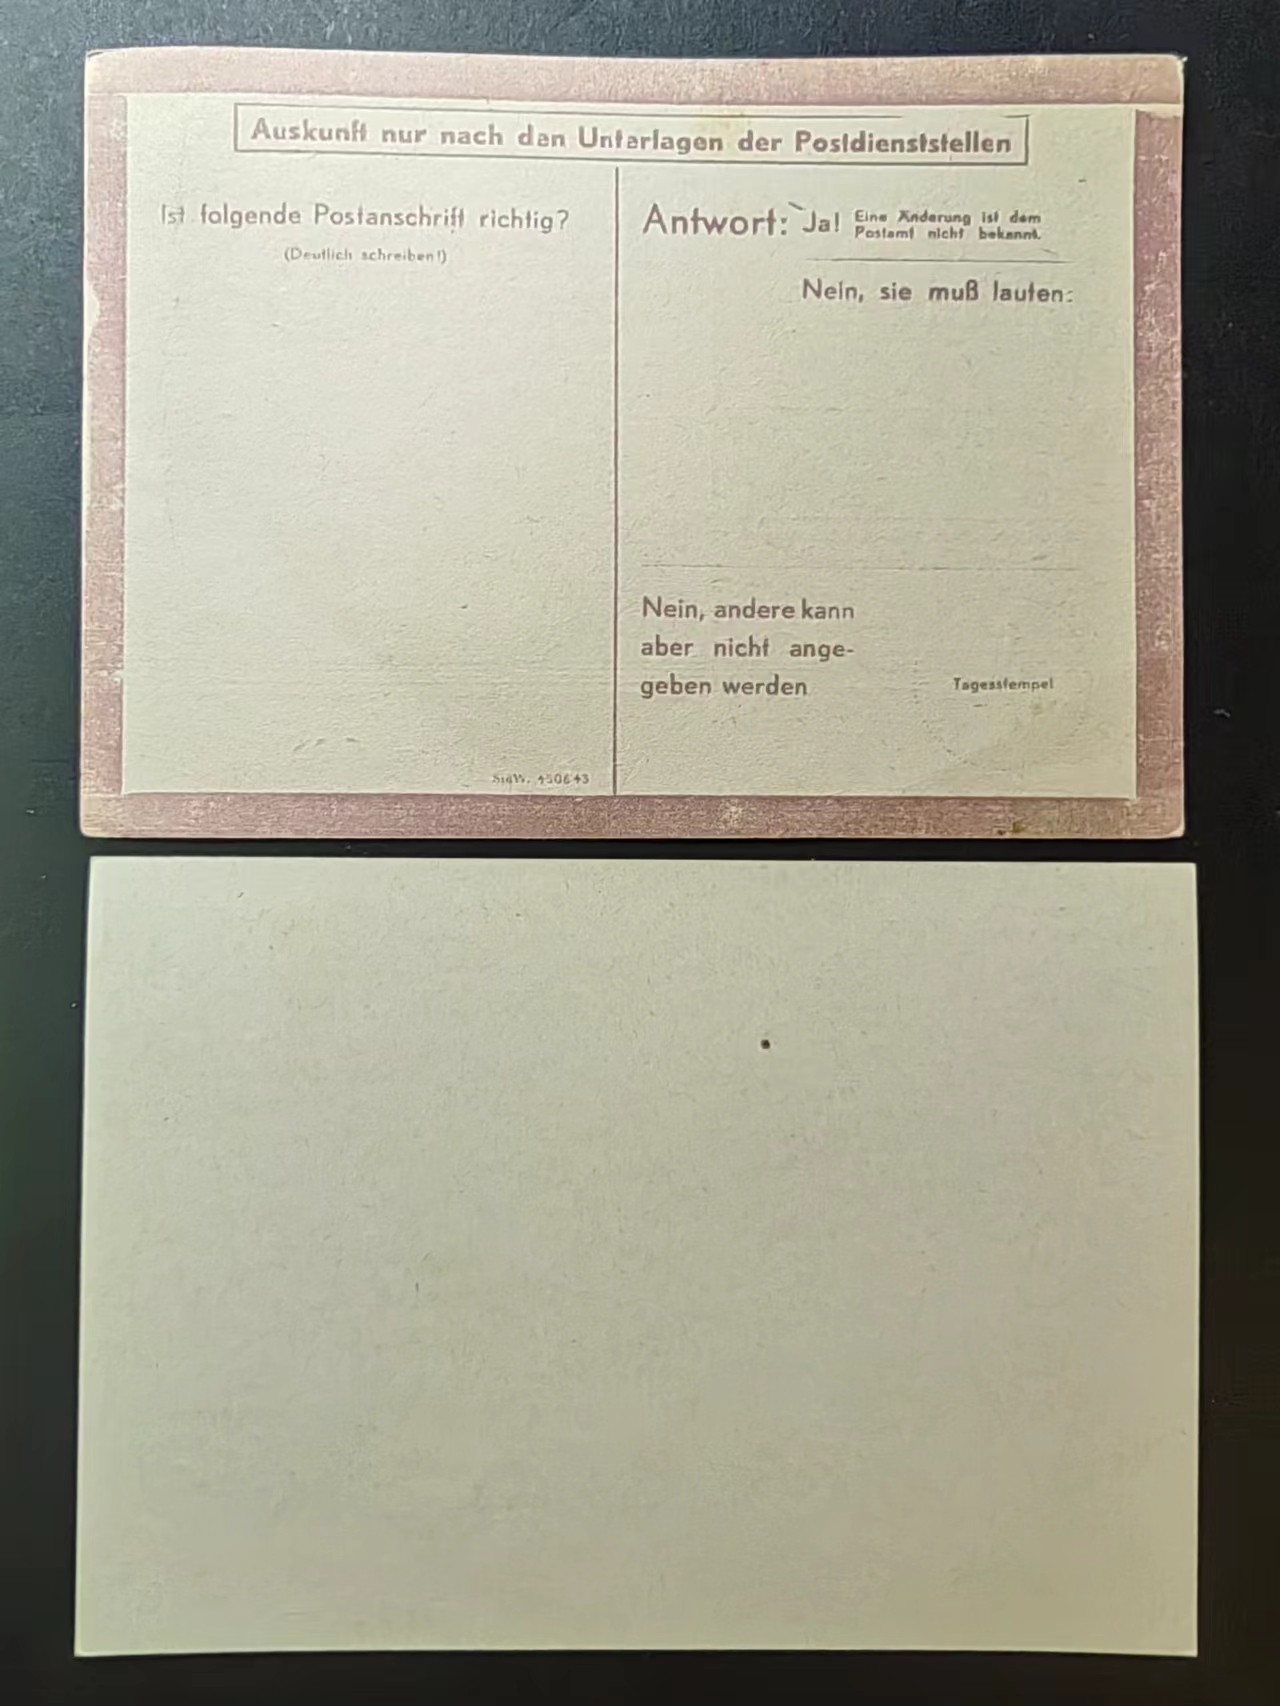 Auskunft nur nach den Unterlagen der Postdienststellen
Ist folgende Postanschrift richtig?
(Deutlich schreiben!)
Antwort: Ja! Eine Änderung ist dem
Postamt nicht bekannt.
Nein, sie muß lauten:
Nein, andere kann
aber nicht ange-
geben werden
Tagesstempel
450643